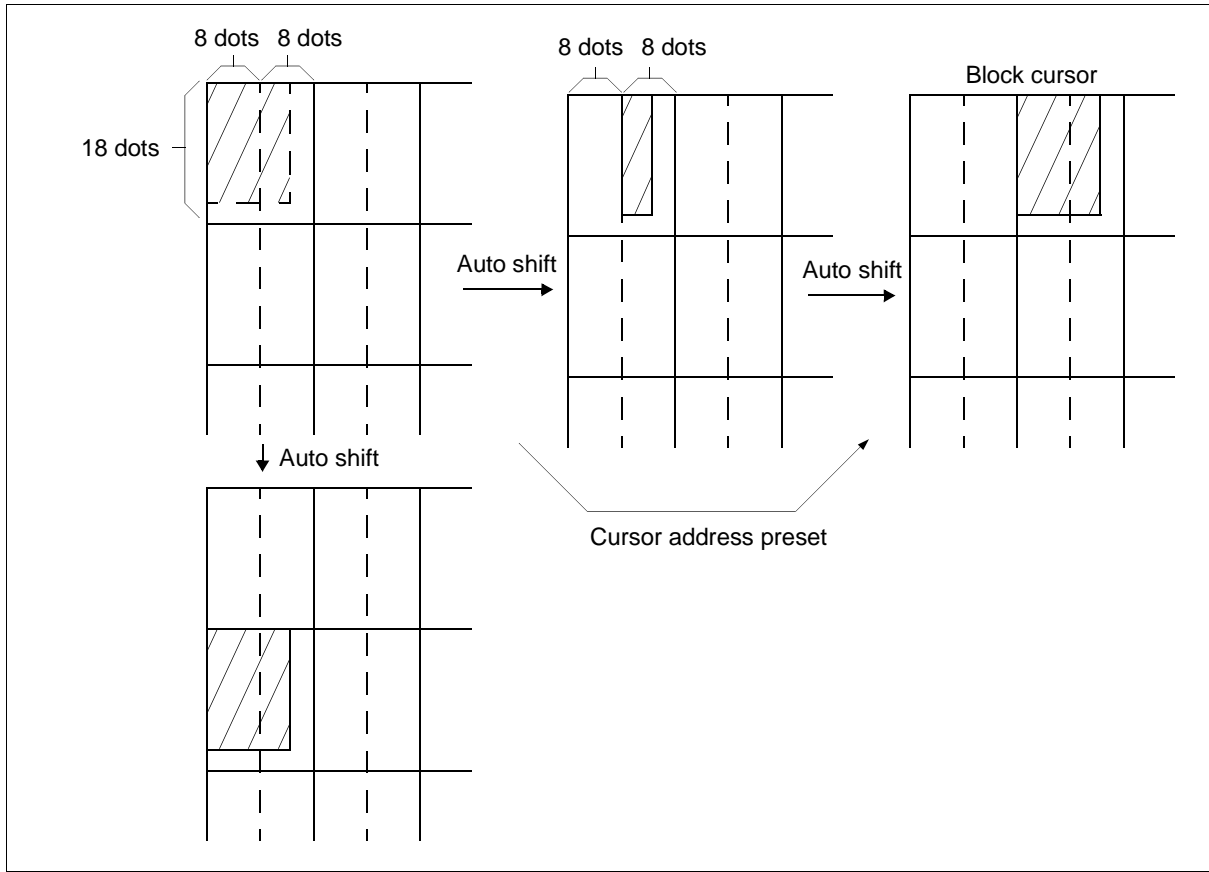 8 dots 8 dots
8 dots 8 dots
Block cursor
18 dots
Auto shift
Auto shift
Auto shift
Cursor address preset